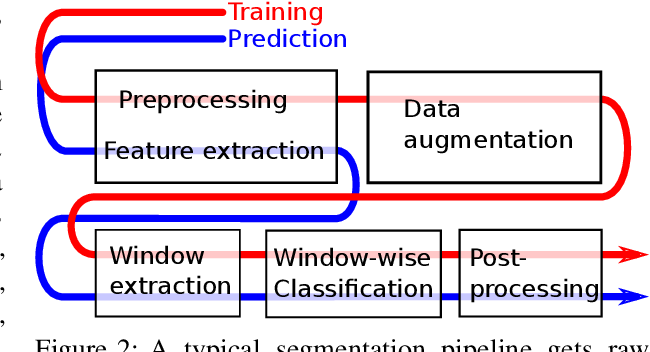 Training
Prediction
Preprocessing
Feature extraction
Data
augmentation
Window
extraction
Window-wise
Classification
Post-
processing
Figure 2: A typical segmentation pipeline gets raw